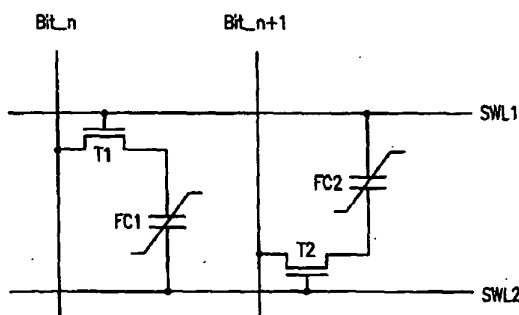 Bit_n
Bit_n+1
SWL1
T1
FC2
FC1
T2
SWL2